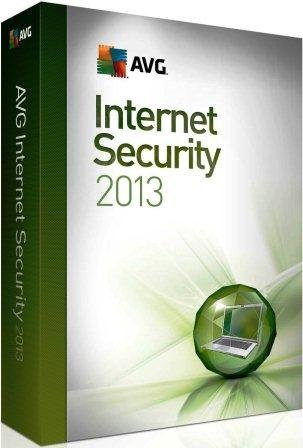 AVG.
Internet
Security
2013
AVG Internet Security 2013